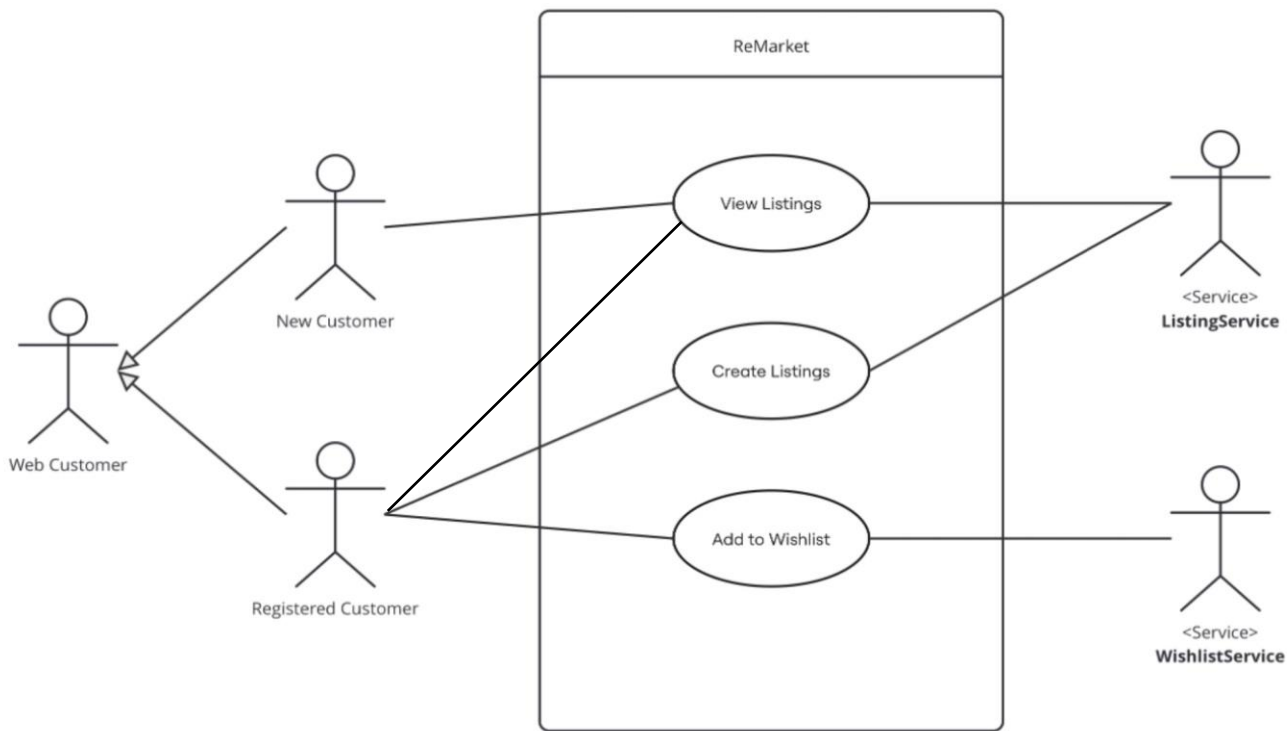 ReMarket
View Listings
New Customer
<Service>
ListingService
Create Listings
Web Customer
Add to Wishlist
Registered Customer
<Service>
WishlistService